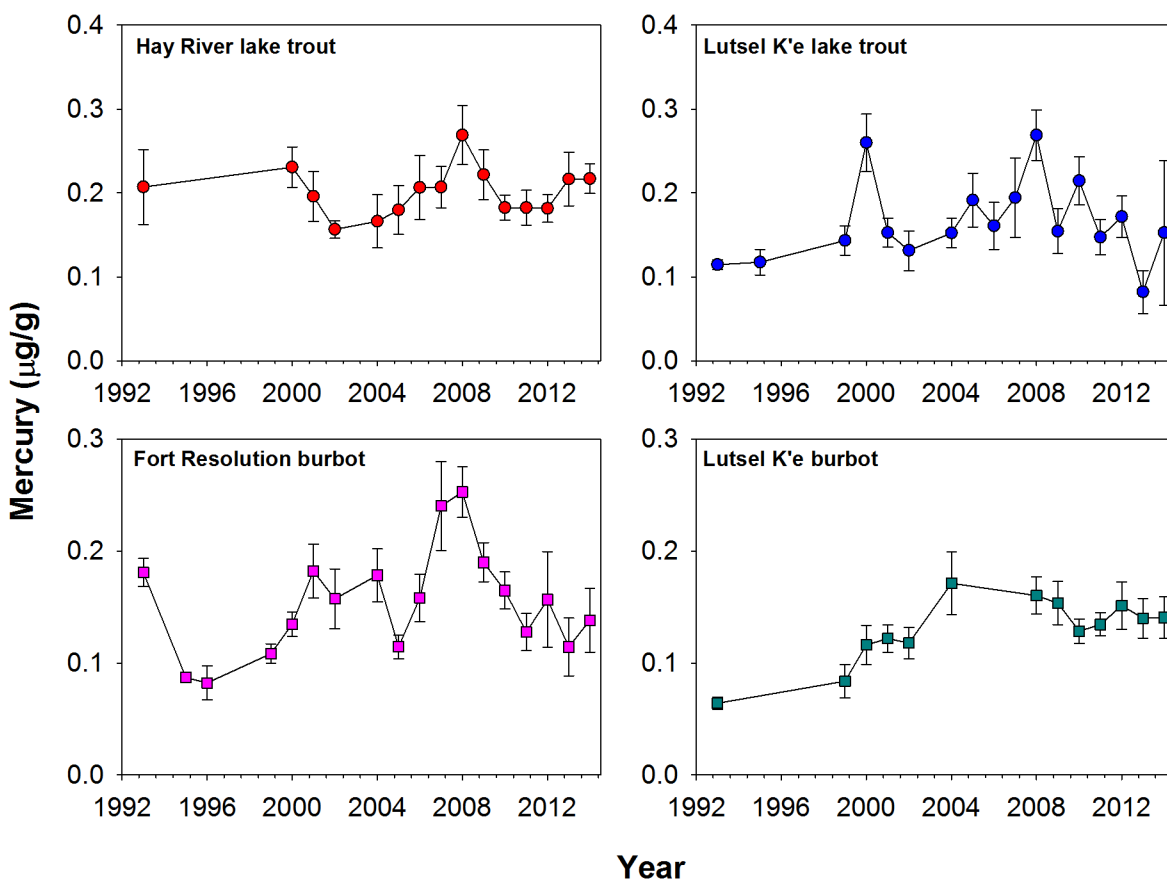 Hay River lake trout
0.4
0.3
0.2
0.1
0.0
1992 1996 2000 2004 2008 2012
Lutsel K'e lake trout
0.4
0.3
0.2
0.1
0.0
1992 1996 2000 2004 2008 2012
Mercury (µg/g)
Fort Resolution burbot
0.3
0.2
0.1
0.0
1992 1996 2000 2004 2008 2012
Lutsel K'e burbot
0.3
0.2
0.1
0.0
1992 1996 2000 2004 2008 2012
Year